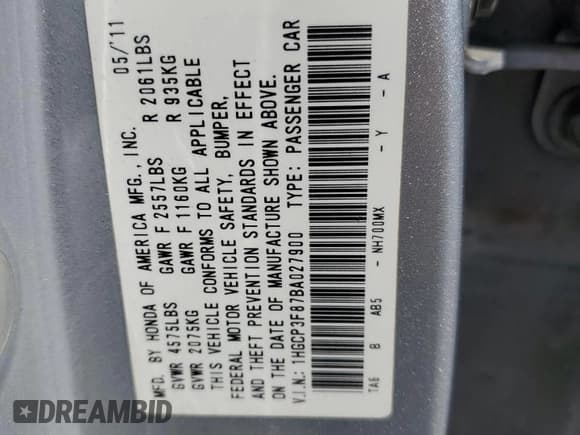 MFD. BY HONDA OF AMERICA MFG., INC. 05/'11
GVWR 4575LBS GAWR F 2557LBS R 2061LBS
GVWR 2075KG GAWR F 1160KG R 935KG
THIS VEHICLE CONFORMS TO ALL APPLICABLE
FEDERAL MOTOR VEHICLE SAFETY, BUMPER,
AND THEFT PREVENTION STANDARDS IN EFFECT
ON THE DATE OF MANUFACTURE SHOWN ABOVE.
V.I.N.: 1HGCP3F87BA027900 TYPE: PASSENGER CAR
TA6 B AB5 - NH700MX - Y - A
DREAMBID